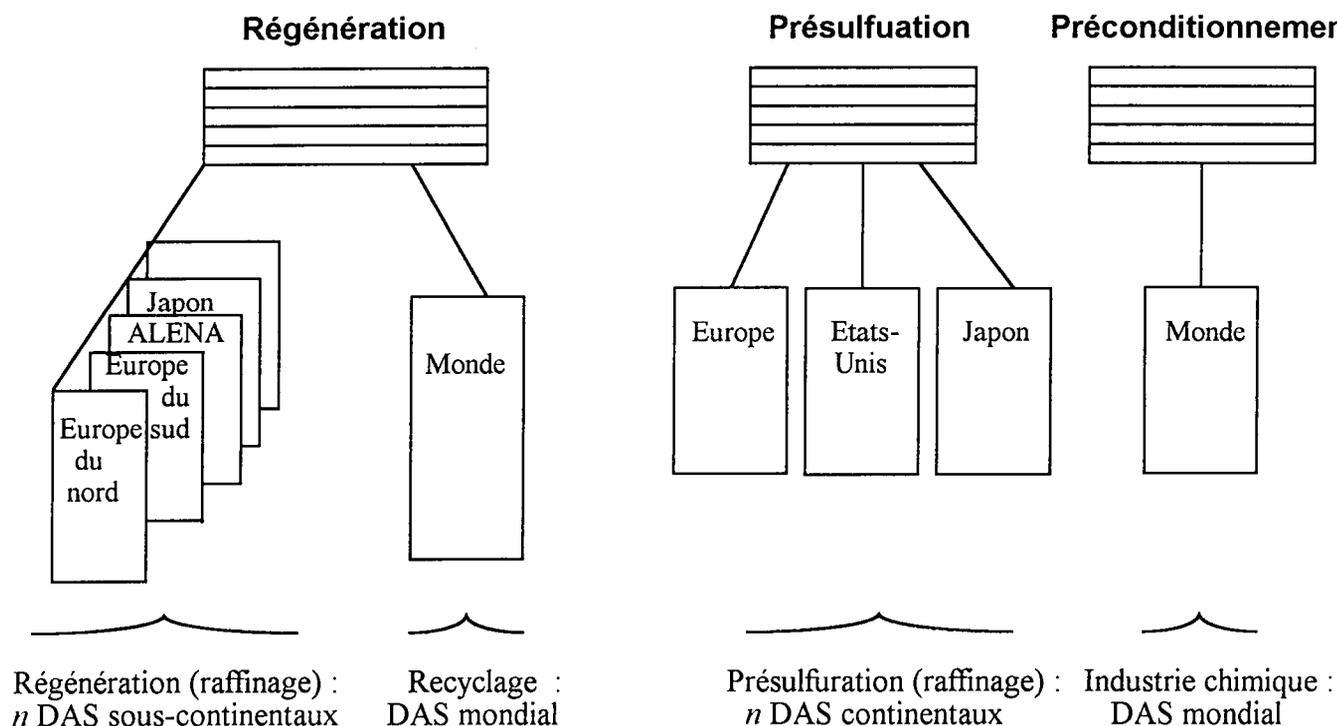 Régénération
Présulfuation
Préconditionnemen
Japon
ALENA
Europe
du
sud
Europe
du
nord
Monde
Europe
Etats-
Unis
Japon
Monde
Régénération (raffinage) :
n DAS sous-continentaux
Recyclage :
DAS mondial
Présulfuration (raffinage) :
n DAS continentaux
Industrie chimique :
DAS mondial